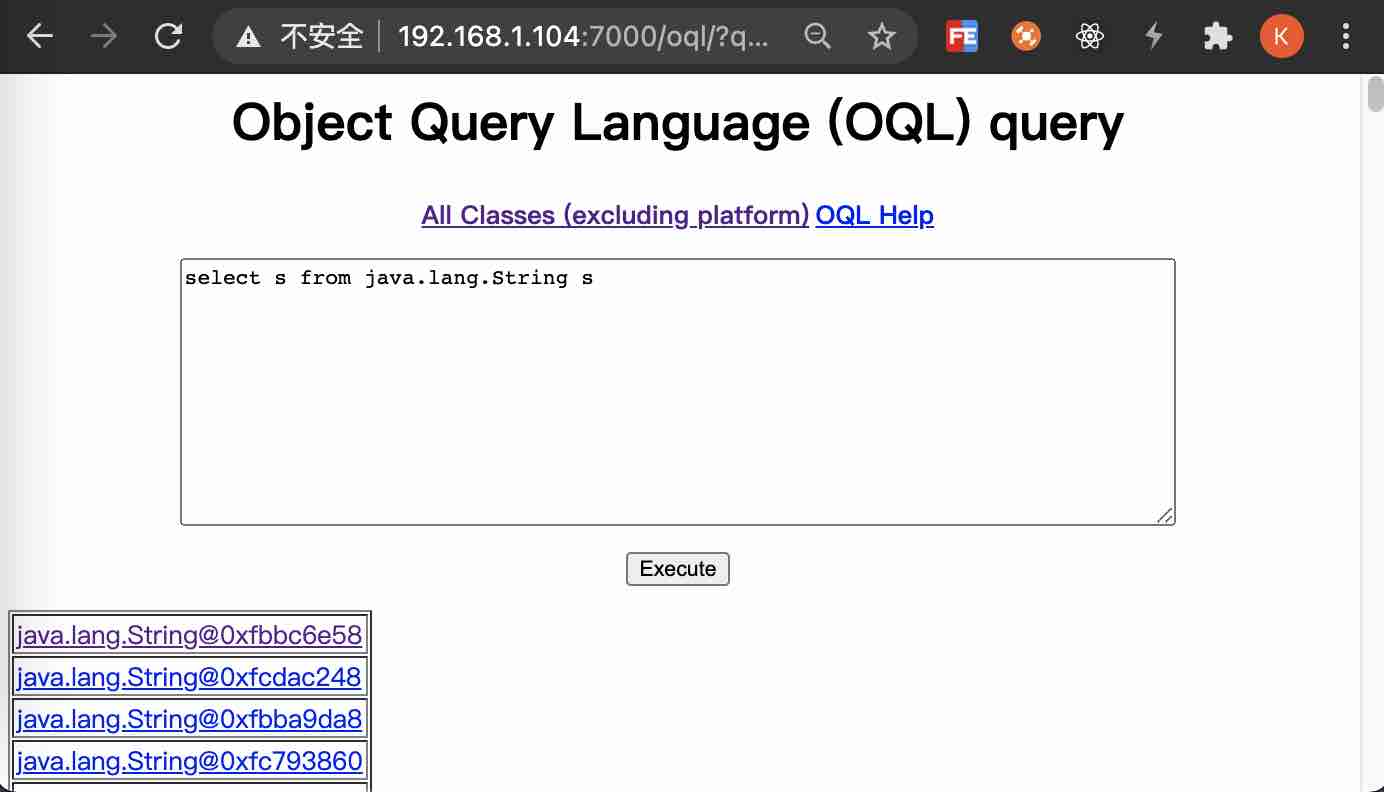 不安全 192.168.1.104:7000/oql/?q...
FE
K
Object Query Language (OQL) query
All Classes (excluding platform) OQL Help
select s from java.lang.String s
Execute
java.lang.String@0xfbbc6e58
java.lang.String@0xfcdac248
java.lang.String@0xfbba9da8
java.lang.String@0xfc793860